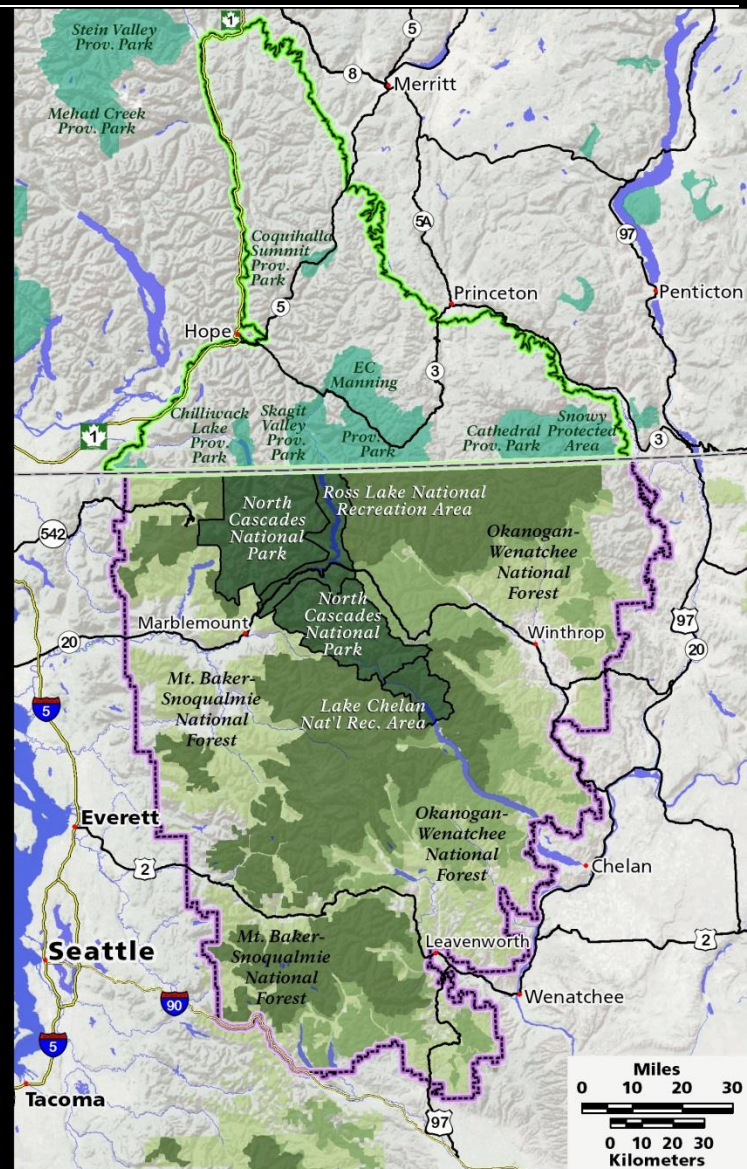 Stein Valley
Prov. Park
1
5
8
Merritt
Mehatl Creek
Prov. Park
5A
97
Coquihalla
Summit
Prov.
Park
5
Princeton
Penticton
Hope
EC
Manning
3
Chilliwack
Lake
Prov.
Park
Skagit
Valley
Prov.
Park
Prov.
Park
Cathedral
Prov. Park
Snowy
Protected
Area
3
1
North
Cascades
National
Park
Ross Lake National
Recreation Area
542
Okanogan-
Wenatchee
National
Forest
North
Cascades
National
Park
Marblemount
97
20
Winthrop
20
Mt. Baker-
Snoqualmie
National
Forest
Lake Chelan
Nat'l Rec. Area
5
Everett
Okanogan-
Wenatchee
National
Forest
2
Chelan
Mt. Baker-
Snoqualmie
National
Forest
Leavenworth
2
Seattle
90
Wenatchee
5
Tacoma
97
Miles
0 10 20 30
0 10 20 30
Kilometers